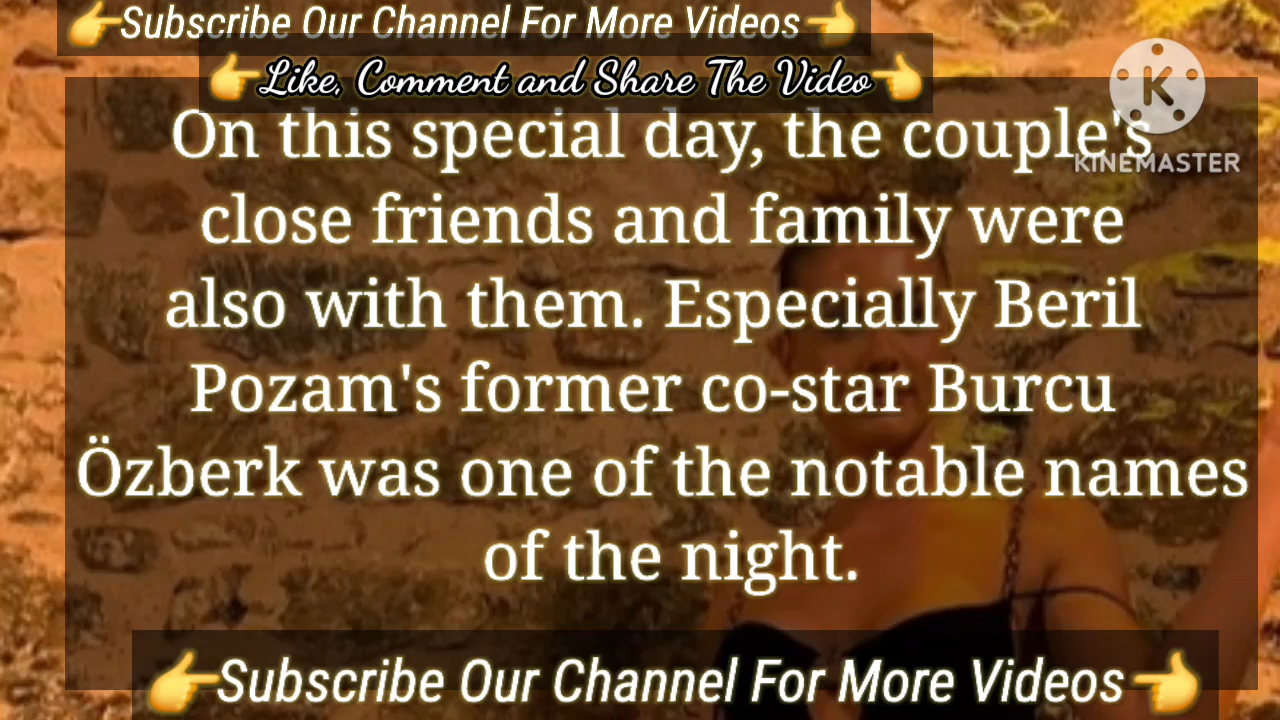 👉Subscribe Our Channel For More Videos👈
👉Like, Comment and Share The Video👈
On this special day, the couple's
KINEMASTER
close friends and family were
also with them. Especially Beril
Pozam's former co-star Burcu
Özberk was one of the notable names
of the night.
👉Subscribe Our Channel For More Videos👈